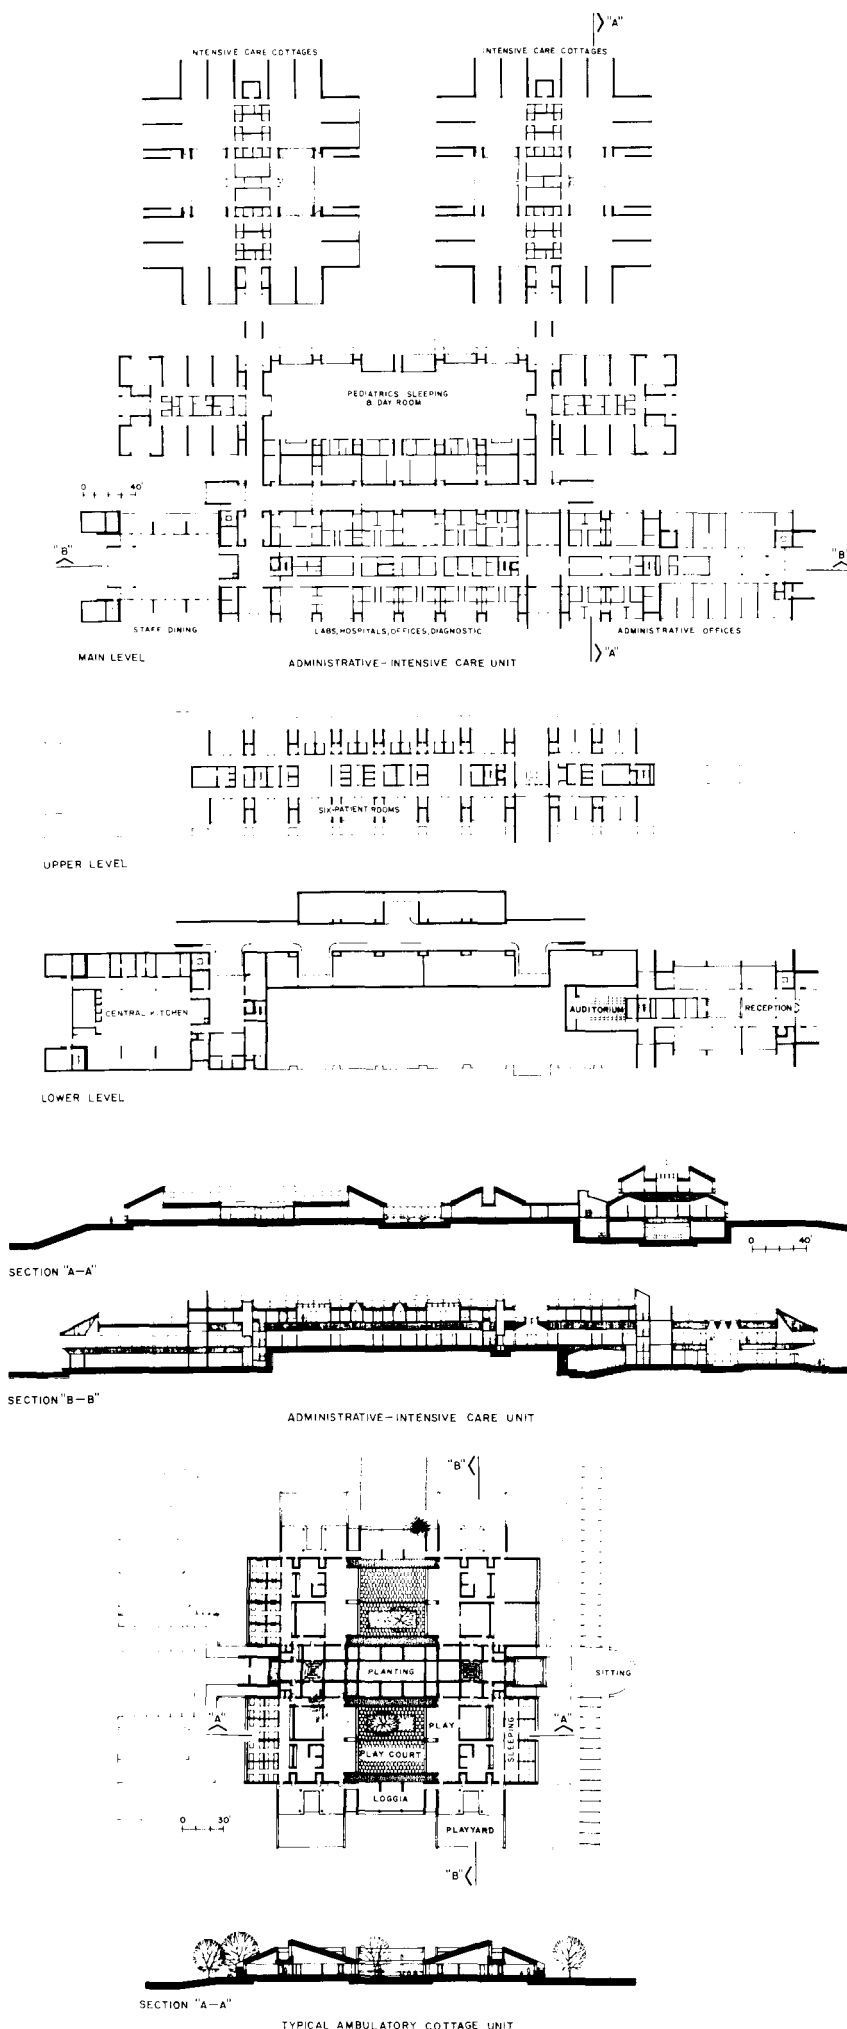 "A"
NTENSIVE CARE COTTAGES
INTENSIVE CARE COTTAGES
PEDIATRICS SLEEPING
& DAY ROOM
0 40'
"B"
"B"
STAFF DINING
LABS, HOSPITALS, OFFICES, DIAGNOSTIC
ADMINISTRATIVE OFFICES
MAIN LEVEL
ADMINISTRATIVE-INTENSIVE CARE UNIT
"A"
SIX-PATIENT ROOMS
UPPER LEVEL
CENTRAL KITCHEN
AUDITORIUM
RECEPTION
LOWER LEVEL
0 40'
SECTION "A-A"
SECTION "B-B"
ADMINISTRATIVE-INTENSIVE CARE UNIT
"B"
PLANTING
SITTING
"A"
PLAY
SLEEPING
"A"
PLAY COURT
LOGGIA
0 30'
PLAYYARD
"B"
SECTION "A-A"
TYPICAL AMBULATORY COTTAGE UNIT